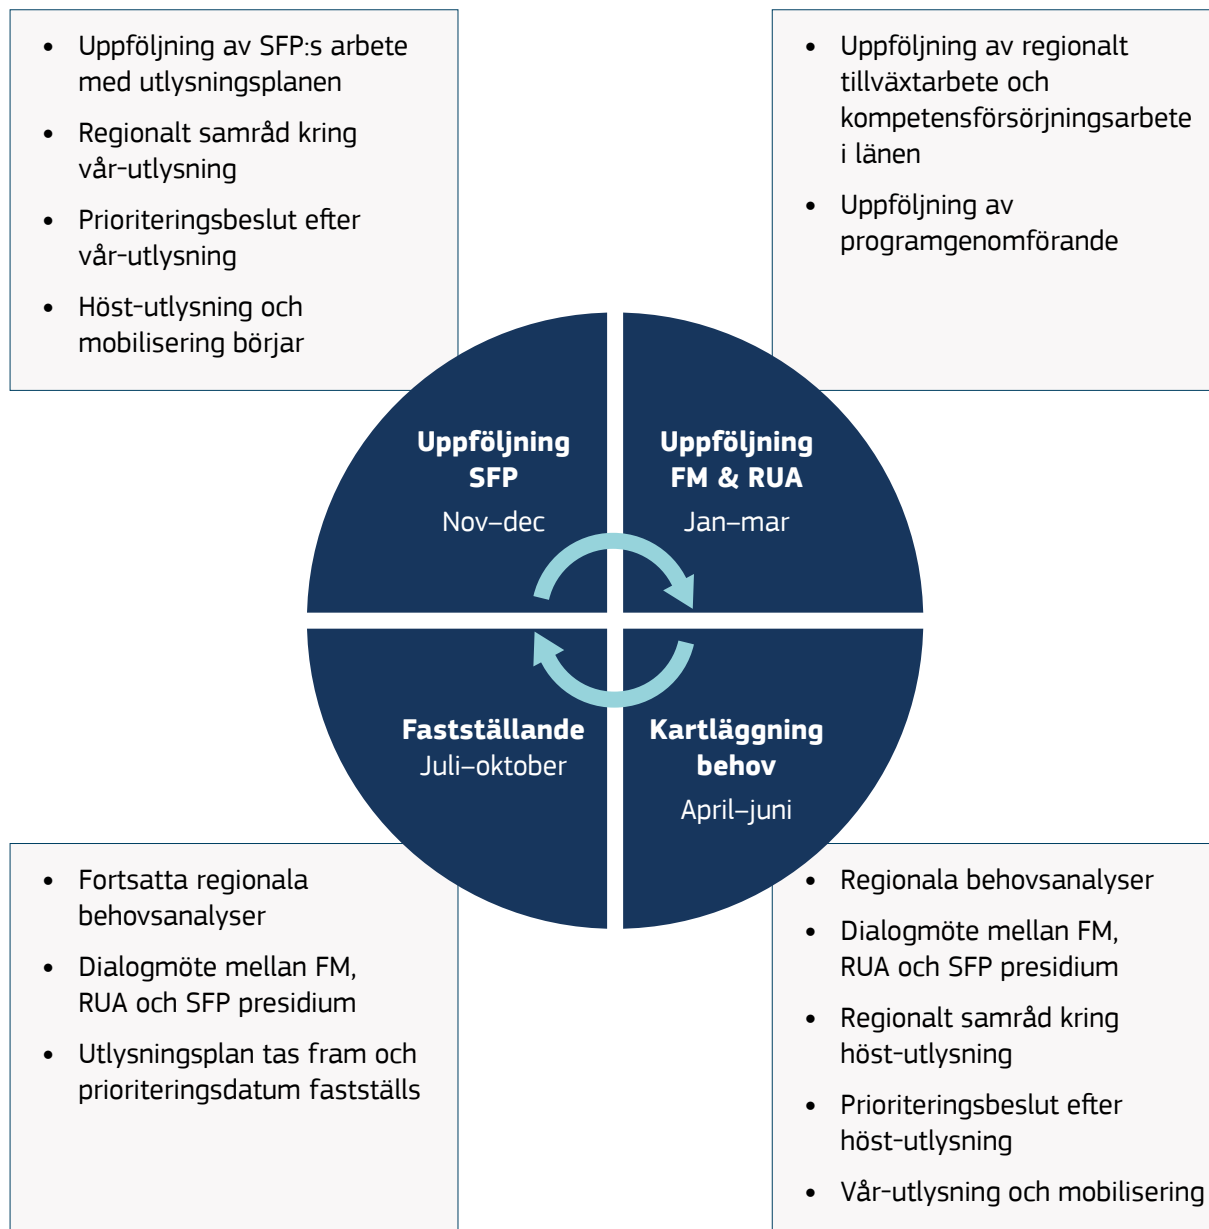 • Uppföljning av SFP:s arbete
med utlysningsplanen
• Regionalt samråd kring
vår-utlysning
• Prioriteringsbeslut efter
vår-utlysning
• Höst-utlysning och
mobilisering börjar
• Uppföljning av regionalt
tillväxtarbete och
kompetensförsörjningsarbete
i länen
• Uppföljning av
programgenomförande
Uppföljning
SFP
Nov–dec
Uppföljning
FM & RUA
Jan–mar
Fastställande
Juli–oktober
Kartläggning
behov
April–juni
• Fortsatta regionala
behovsanalyser
• Dialogmöte mellan FM,
RUA och SFP presidium
• Utlysningsplan tas fram och
prioriteringsdatum fastställs
• Regionala behovsanalyser
• Dialogmöte mellan FM,
RUA och SFP presidium
• Regionalt samråd kring
höst-utlysning
• Prioriteringsbeslut efter
höst-utlysning
• Vår-utlysning och mobilisering